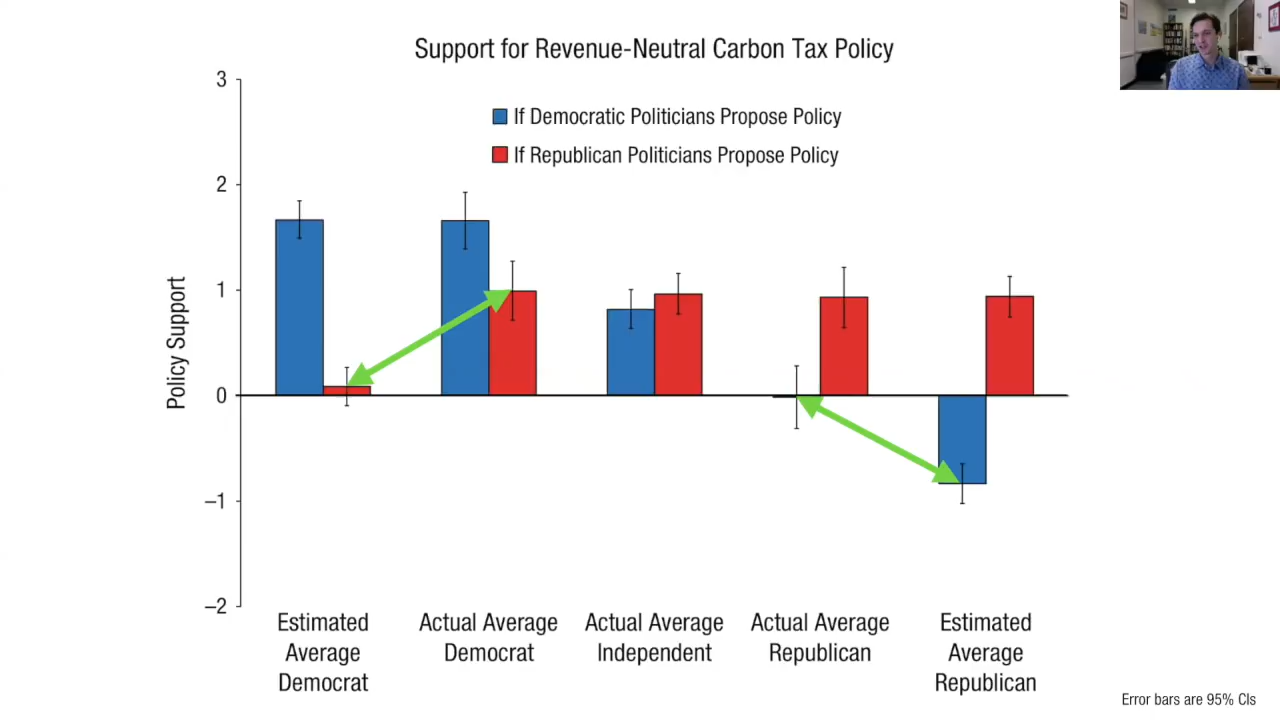 Support for Revenue-Neutral Carbon Tax Policy
If Democratic Politicians Propose Policy
If Republican Politicians Propose Policy
Policy Support
3
2
1
0
–1
–2
Estimated
Average
Democrat
Actual Average
Democrat
Actual Average
Independent
Actual Average
Republican
Estimated
Average
Republican
Error bars are 95% CIs